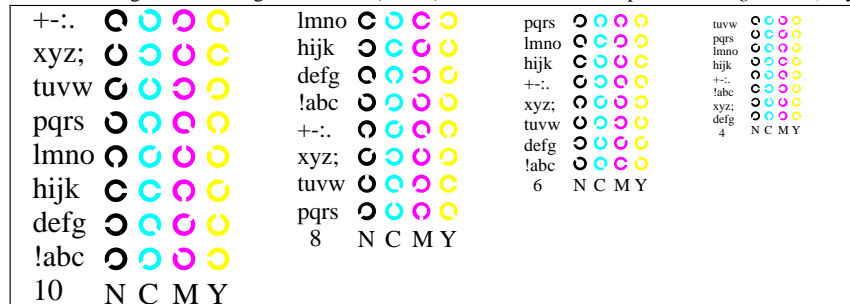 +-:.
xyz;
tuvw
pqrs
lmno
hijk
defg
!abc
10 N C M Y
lmno
hijk
defg
!abc
+-:.
xyz;
tuvw
pqrs
8 N C M Y
pqrs
lmno
hijk
+-:.
xyz;
tuvw
defg
!abc
6 N C M Y
tuvw
pqrs
lmno
hijk
+-:.
!abc
xyz;
defg
4 N C M Y